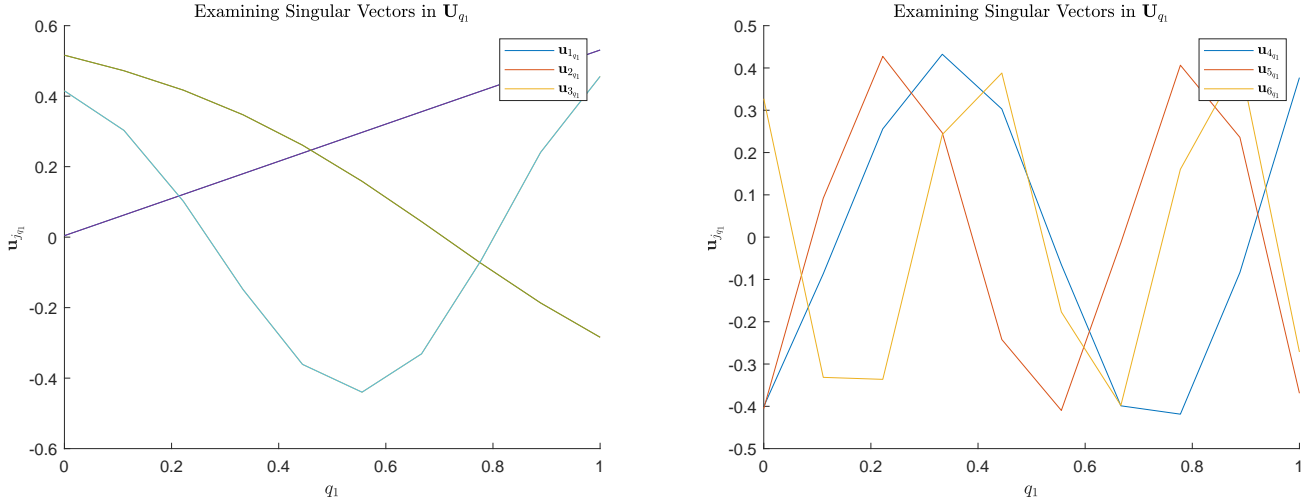 Examining Singular Vectors in U_{q_1}
0.6
0.4
0.2
0
-0.2
-0.4
-0.6
u_{j_{q_1}}
u_{1_{q_1}}
u_{2_{q_1}}
u_{3_{q_1}}
0 0.2 0.4 0.6 0.8 1
q_1
Examining Singular Vectors in U_{q_1}
0.5
0.4
0.3
0.2
0.1
0
-0.1
-0.2
-0.3
-0.4
-0.5
u_{j_{q_1}}
u_{4_{q_1}}
u_{5_{q_1}}
u_{6_{q_1}}
0 0.2 0.4 0.6 0.8 1
q_1